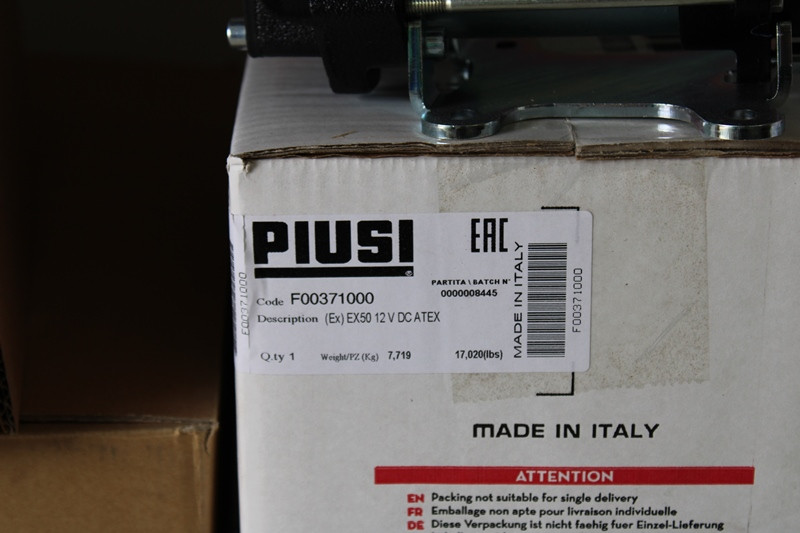 PIUSI
EAC
PARTITA \ BATCH N°
0000008445
Code F00371000
Description (Ex) EX50 12 V DC ATEX
Q.ty 1 Weight/PZ (Kg) 7,719 17,020(lbs)
MADE IN ITALY
F00371000
F00371000
MADE IN ITALY
ATTENTION
EN Packing not suitable for single delivery
FR Emballage non apte pour livraison individuelle
DE Diese Verpackung ist nicht faehig fuer Einzel-Lieferung